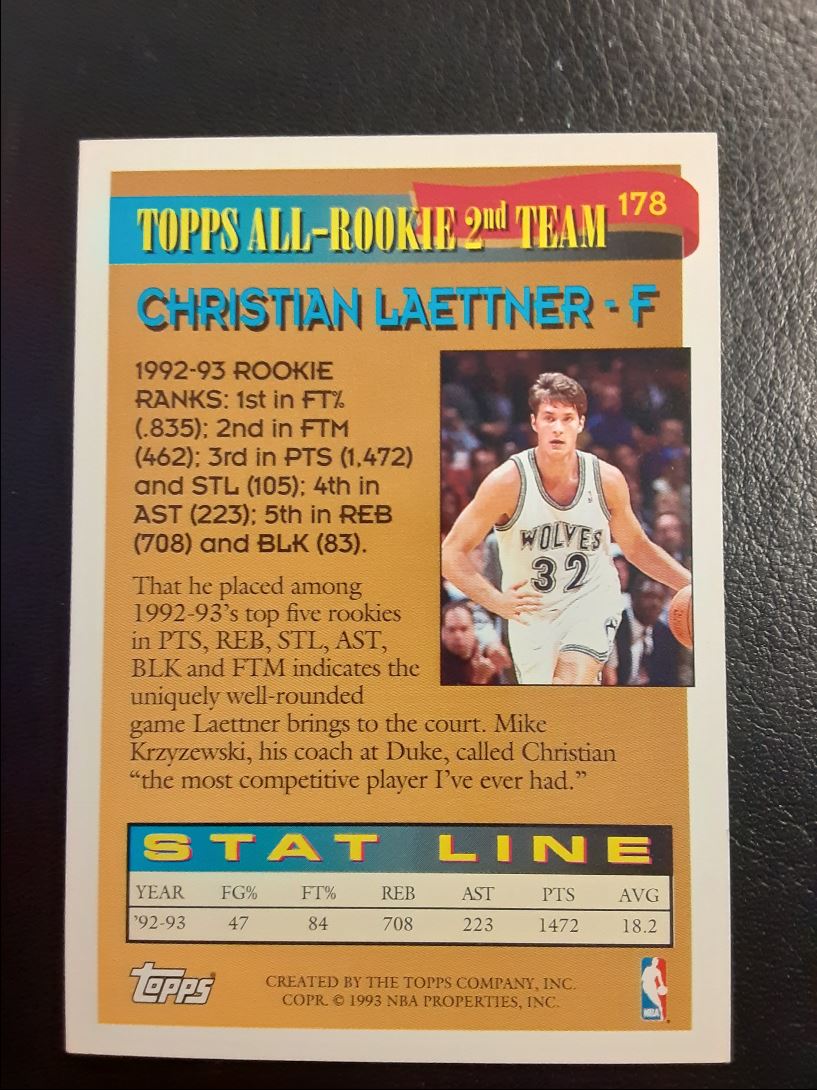 178
TOPPS ALL-ROOKIE 2nd TEAM
CHRISTIAN LAETTNER - F
1992-93 ROOKIE
RANKS: 1st in FT%
(.835); 2nd in FTM
(462); 3rd in PTS (1,472)
and STL (105); 4th in
AST (223); 5th in REB
(708) and BLK (83).
WOLVES
32
That he placed among
1992-93's top five rookies
in PTS, REB, STL, AST,
BLK and FTM indicates the
uniquely well-rounded
game Laettner brings to the court. Mike
Krzyzewski, his coach at Duke, called Christian
“the most competitive player I've ever had.”
STAT LINE
YEAR FG% FT% REB AST PTS AVG
'92-93 47 84 708 223 1472 18.2
Topps
CREATED BY THE TOPPS COMPANY, INC.
COPR. © 1993 NBA PROPERTIES, INC.
NBA